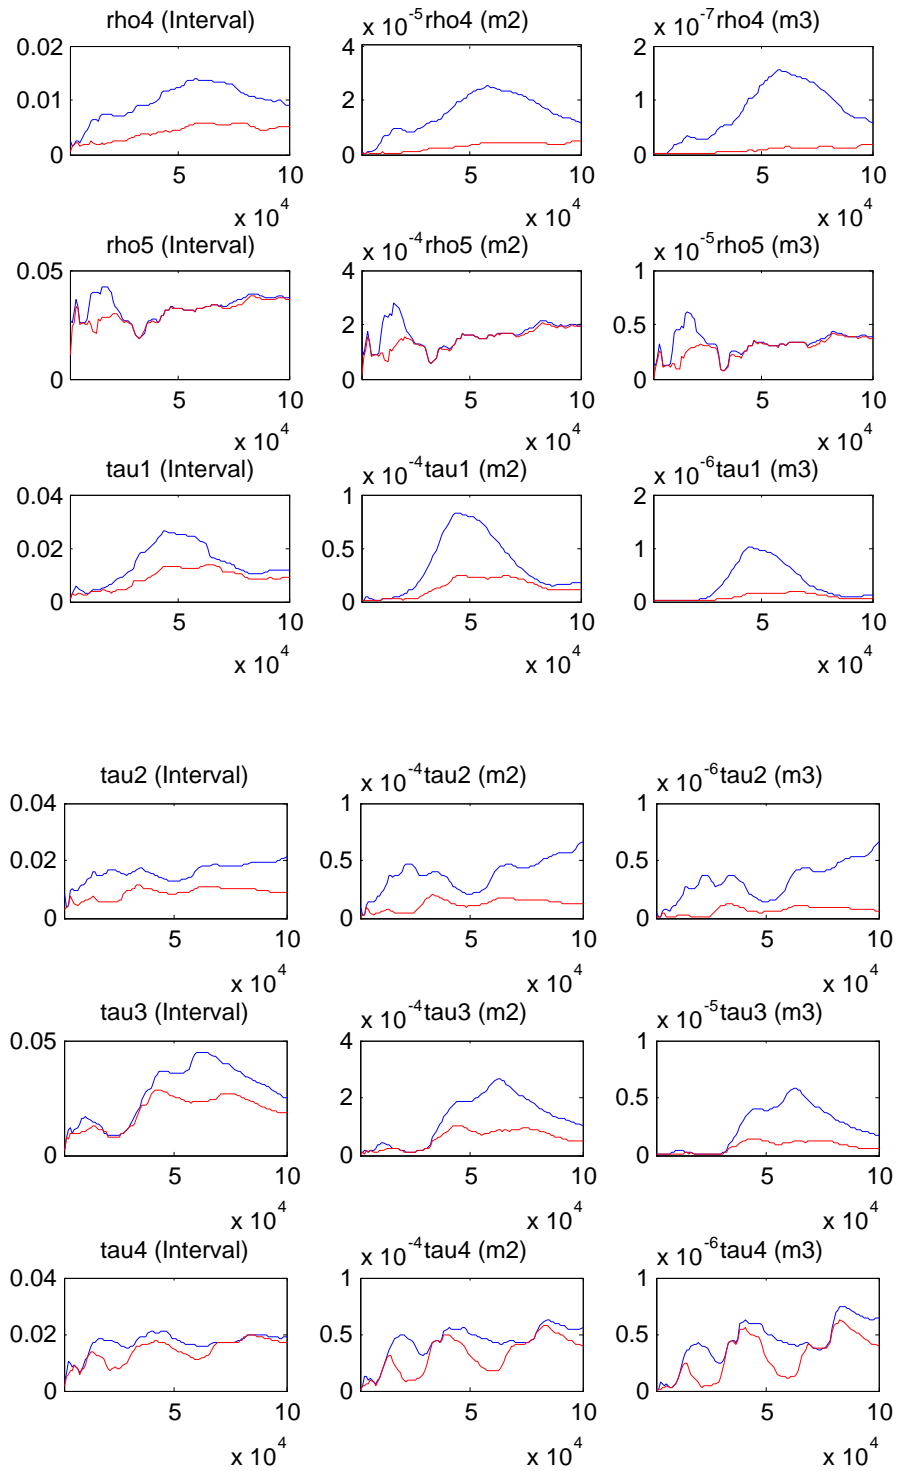 rho4 (Interval)
x 10^-5 rho4 (m2)
x 10^-7 rho4 (m3)
0.02
0.01
0
5
10
x 10^4
4
2
0
5
10
x 10^4
2
1
0
5
10
x 10^4
rho5 (Interval)
x 10^-4 rho5 (m2)
x 10^-5 rho5 (m3)
0.05
0
5
10
x 10^4
4
2
0
5
10
x 10^4
1
0.5
0
5
10
x 10^4
tau1 (Interval)
x 10^-4 tau1 (m2)
x 10^-6 tau1 (m3)
0.04
0.02
0
5
10
x 10^4
1
0.5
0
5
10
x 10^4
2
1
0
5
10
x 10^4
tau2 (Interval)
x 10^-4 tau2 (m2)
x 10^-6 tau2 (m3)
0.04
0.02
0
5
10
x 10^4
1
0.5
0
5
10
x 10^4
1
0.5
0
5
10
x 10^4
tau3 (Interval)
x 10^-4 tau3 (m2)
x 10^-5 tau3 (m3)
0.05
0
5
10
x 10^4
4
2
0
5
10
x 10^4
1
0.5
0
5
10
x 10^4
tau4 (Interval)
x 10^-4 tau4 (m2)
x 10^-6 tau4 (m3)
0.04
0.02
0
5
10
x 10^4
1
0.5
0
5
10
x 10^4
1
0.5
0
5
10
x 10^4